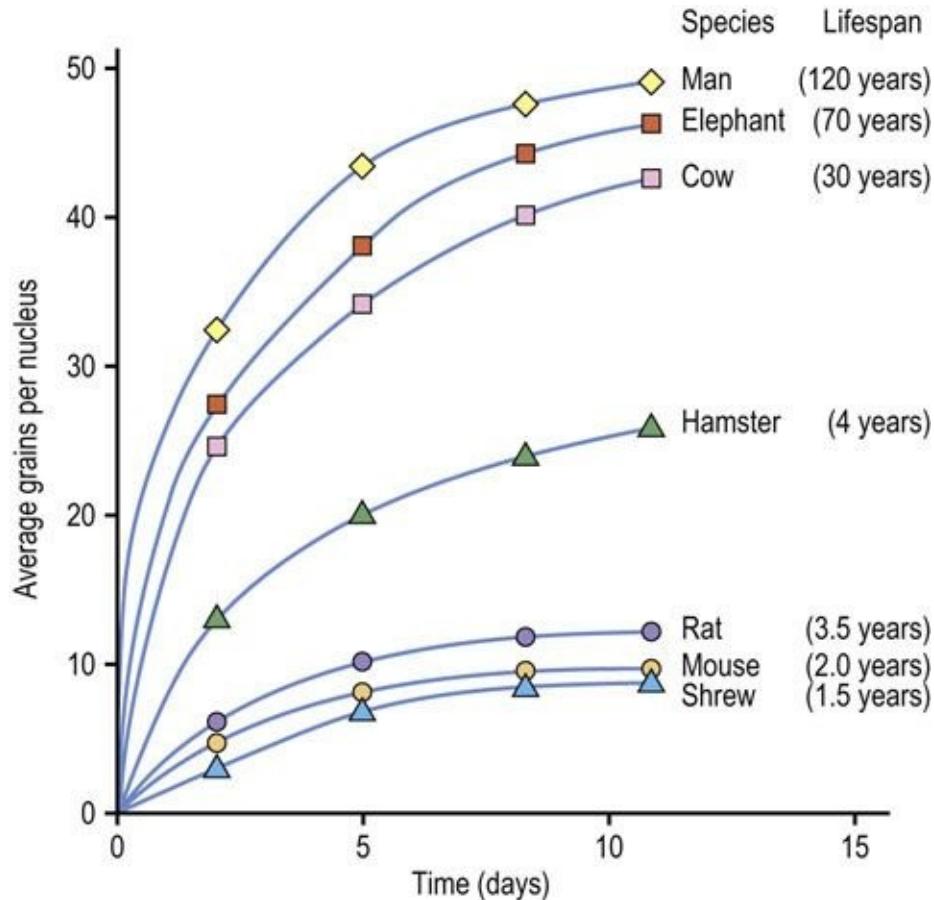 Species Lifespan
50
Man (120 years)
Elephant (70 years)
Cow (30 years)
40
30
Hamster (4 years)
20
Rat (3.5 years)
10
Mouse (2.0 years)
Shrew (1.5 years)
0
Average grains per nucleus
0 5 10 15
Time (days)